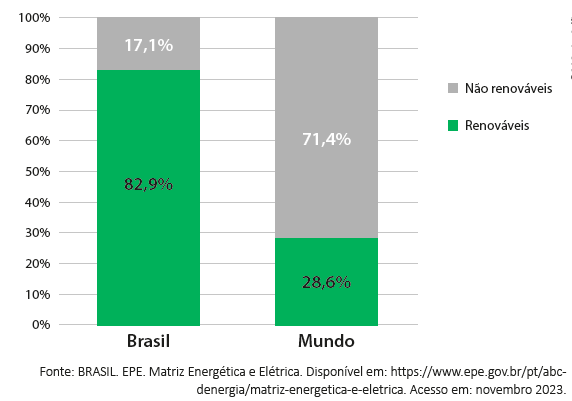 100%
90%
80%
70%
60%
50%
40%
30%
20%
10%
0%
17,1%
82,9%
71,4%
28,6%
Brasil
Mundo
Não renováveis
Renováveis
Fonte: BRASIL. EPE. Matriz Energética e Elétrica. Disponível em: https://www.epe.gov.br/pt/abc-
denergia/matriz-energetica-e-eletrica. Acesso em: novembro 2023.